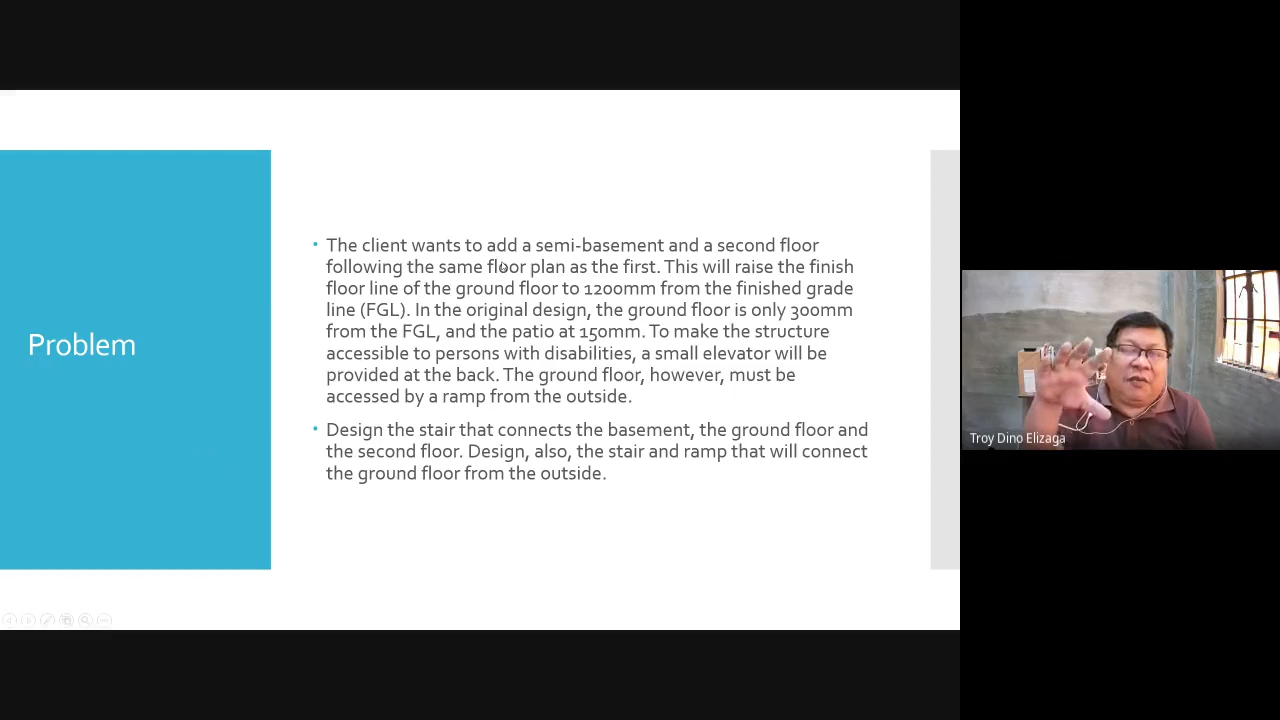 Problem
• The client wants to add a semi-basement and a second floor
following the same floor plan as the first. This will raise the finish
floor line of the ground floor to 1200mm from the finished grade
line (FGL). In the original design, the ground floor is only 300mm
from the FGL, and the patio at 150mm. To make the structure
accessible to persons with disabilities, a small elevator will be
provided at the back. The ground floor, however, must be
accessed by a ramp from the outside.
• Design the stair that connects the basement, the ground floor and
the second floor. Design, also, the stair and ramp that will connect
the ground floor from the outside.
Troy Dino Elizaga